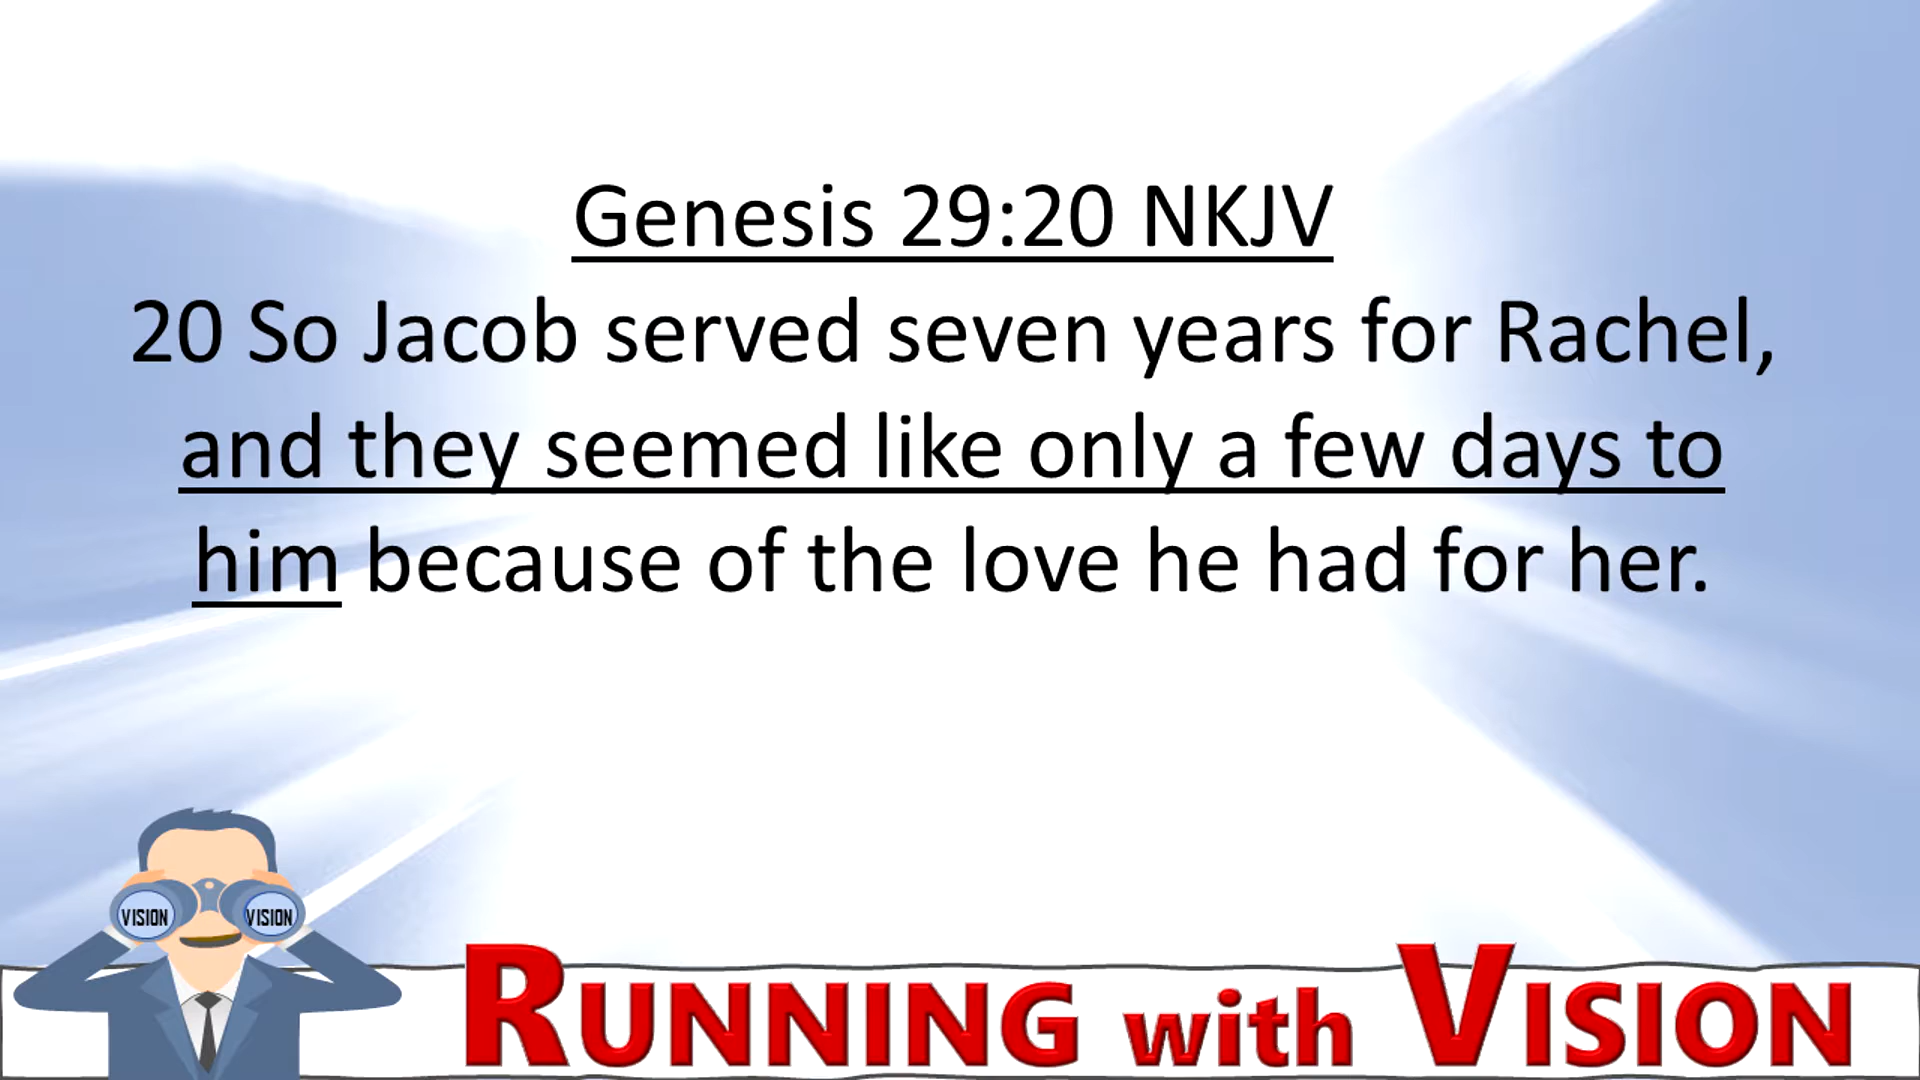 Genesis 29:20 NKJV
20 So Jacob served seven years for Rachel,
and they seemed like only a few days to
him because of the love he had for her.
VISION VISION
RUNNING with VISION